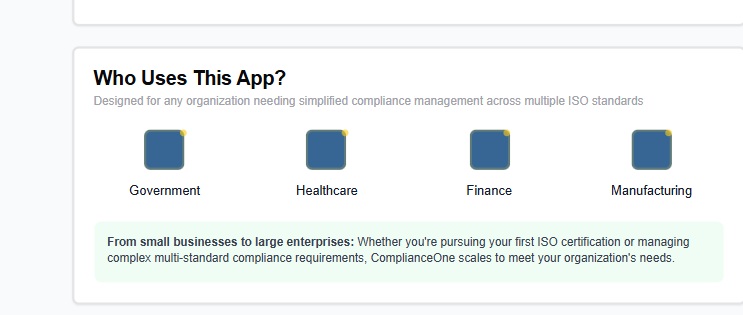 Who Uses This App?
Designed for any organization needing simplified compliance management across multiple ISO standards
Government
Healthcare
Finance
Manufacturing
From small businesses to large enterprises: Whether you're pursuing your first ISO certification or managing
complex multi-standard compliance requirements, ComplianceOne scales to meet your organization's needs.